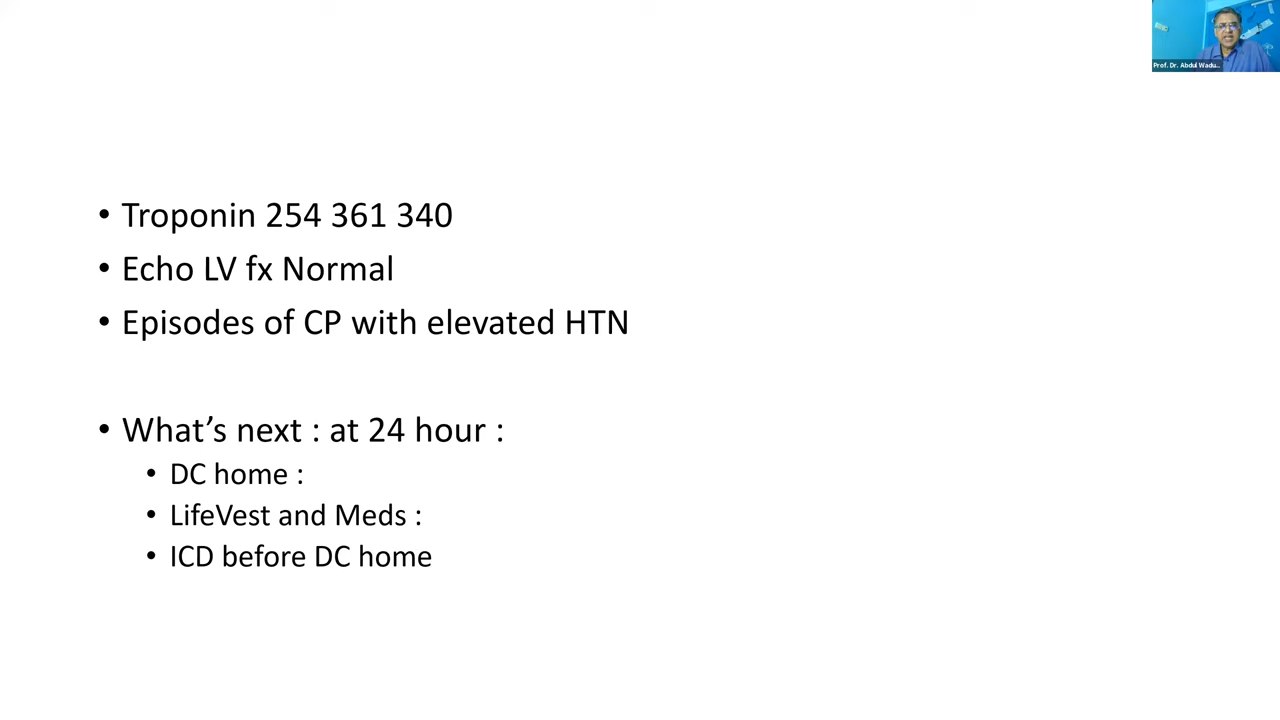 Prof. Dr. Abdul Wadu...
• Troponin 254 361 340
• Echo LV fx Normal
• Episodes of CP with elevated HTN
• What’s next : at 24 hour :
• DC home :
• LifeVest and Meds :
• ICD before DC home